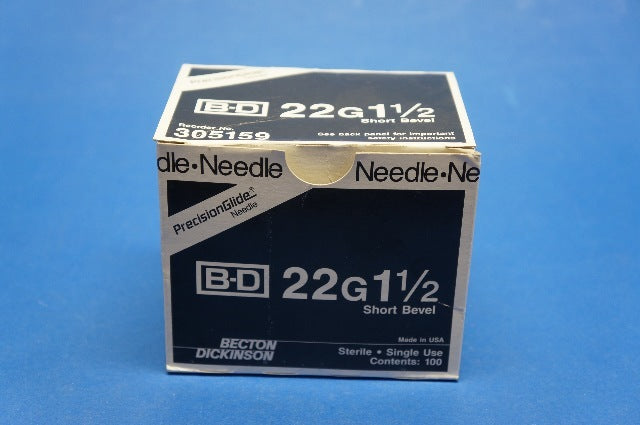 PrecisionGlide
B-D 22G1½
Short Bevel
Reorder No.
305159
See back panel for important
safety instructions
dle•Needle Needle•Ne
PrecisionGlide®
Needle
B-D 22G1½
Short Bevel
Made in USA
BECTON
DICKINSON
Sterile • Single Use
Contents: 100